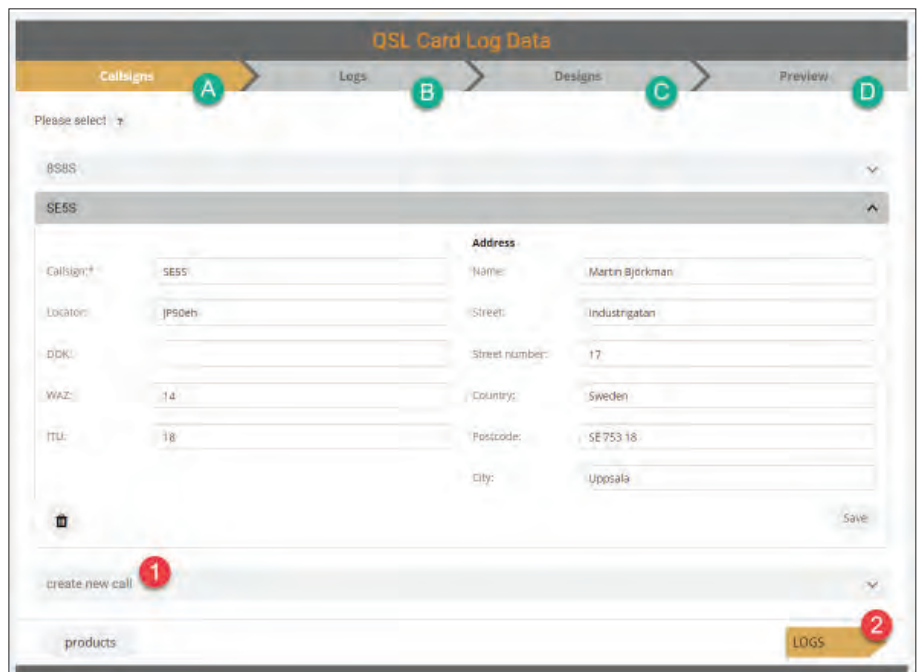 QSL Card Log Data
Callsigns A Logs B Designs C Preview D
Please select ?
8S8S
SE5S
Address
Callsign:* SE5S Name: Martin Björkman
Locator: JP50eh Street: Industrigatan
DOK: Street number: 17
WAZ: 14 Country: Sweden
ITU: 18 Postcode: SE 753 18
City: Uppsala
Save
create new call 1
products LOGS 2